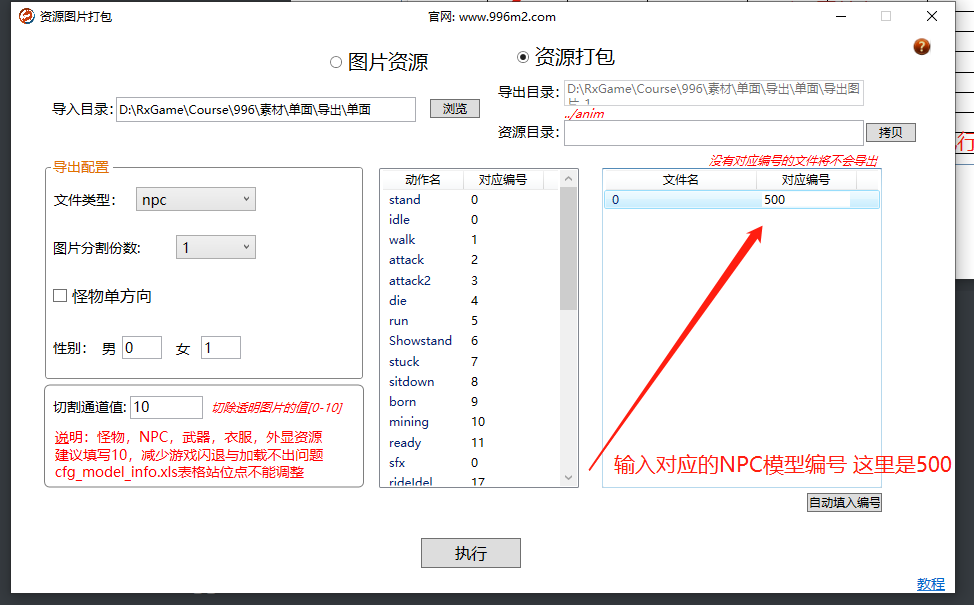 资源图片打包
官网: www.996m2.com
图片资源
资源打包
导入目录:
D:\RxGame\Course\996\素材\单面\导出\单面
浏览
导出目录:
D:\RxGame\Course\996\素材\单面\导出\单面\导出图
片_1
../anim
资源目录:
拷贝
行
没有对应编号的文件将不会导出
导出配置
文件类型:
npc
图片分割份数:
1
怪物单方向
性别: 男 0 女 1
切割通道值: 10 切除透明图片的值[0-10]
说明：怪物，NPC，武器，衣服，外显资源
建议填写10，减少游戏闪退与加载不出问题
cfg_model_info.xls表格站位点不能调整
动作名 对应编号
stand 0
idle 0
walk 1
attack 2
attack2 3
die 4
run 5
Showstand 6
stuck 7
sitdown 8
born 9
mining 10
ready 11
sfx 0
rideIdel 17
文件名 对应编号
0 500
输入对应的NPC模型编号 这里是500
自动填入编号
执行
教程